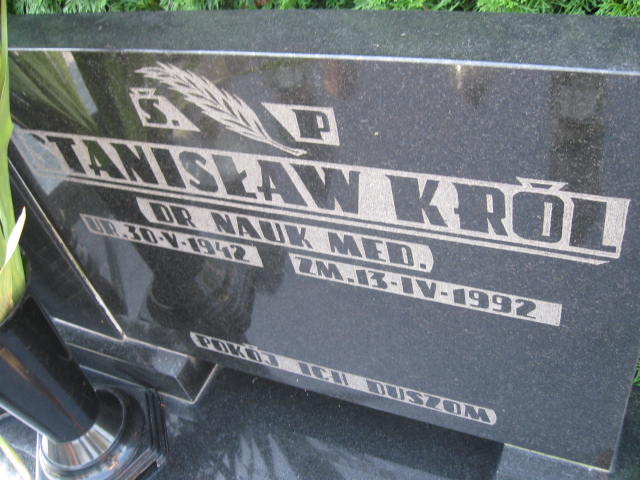 Ś. P
STANISŁAW KRÓL
DR NAUK MED.
UR.30-V-1942 ZM.13-IV-1992
POKÓJ ICH DUSZOM